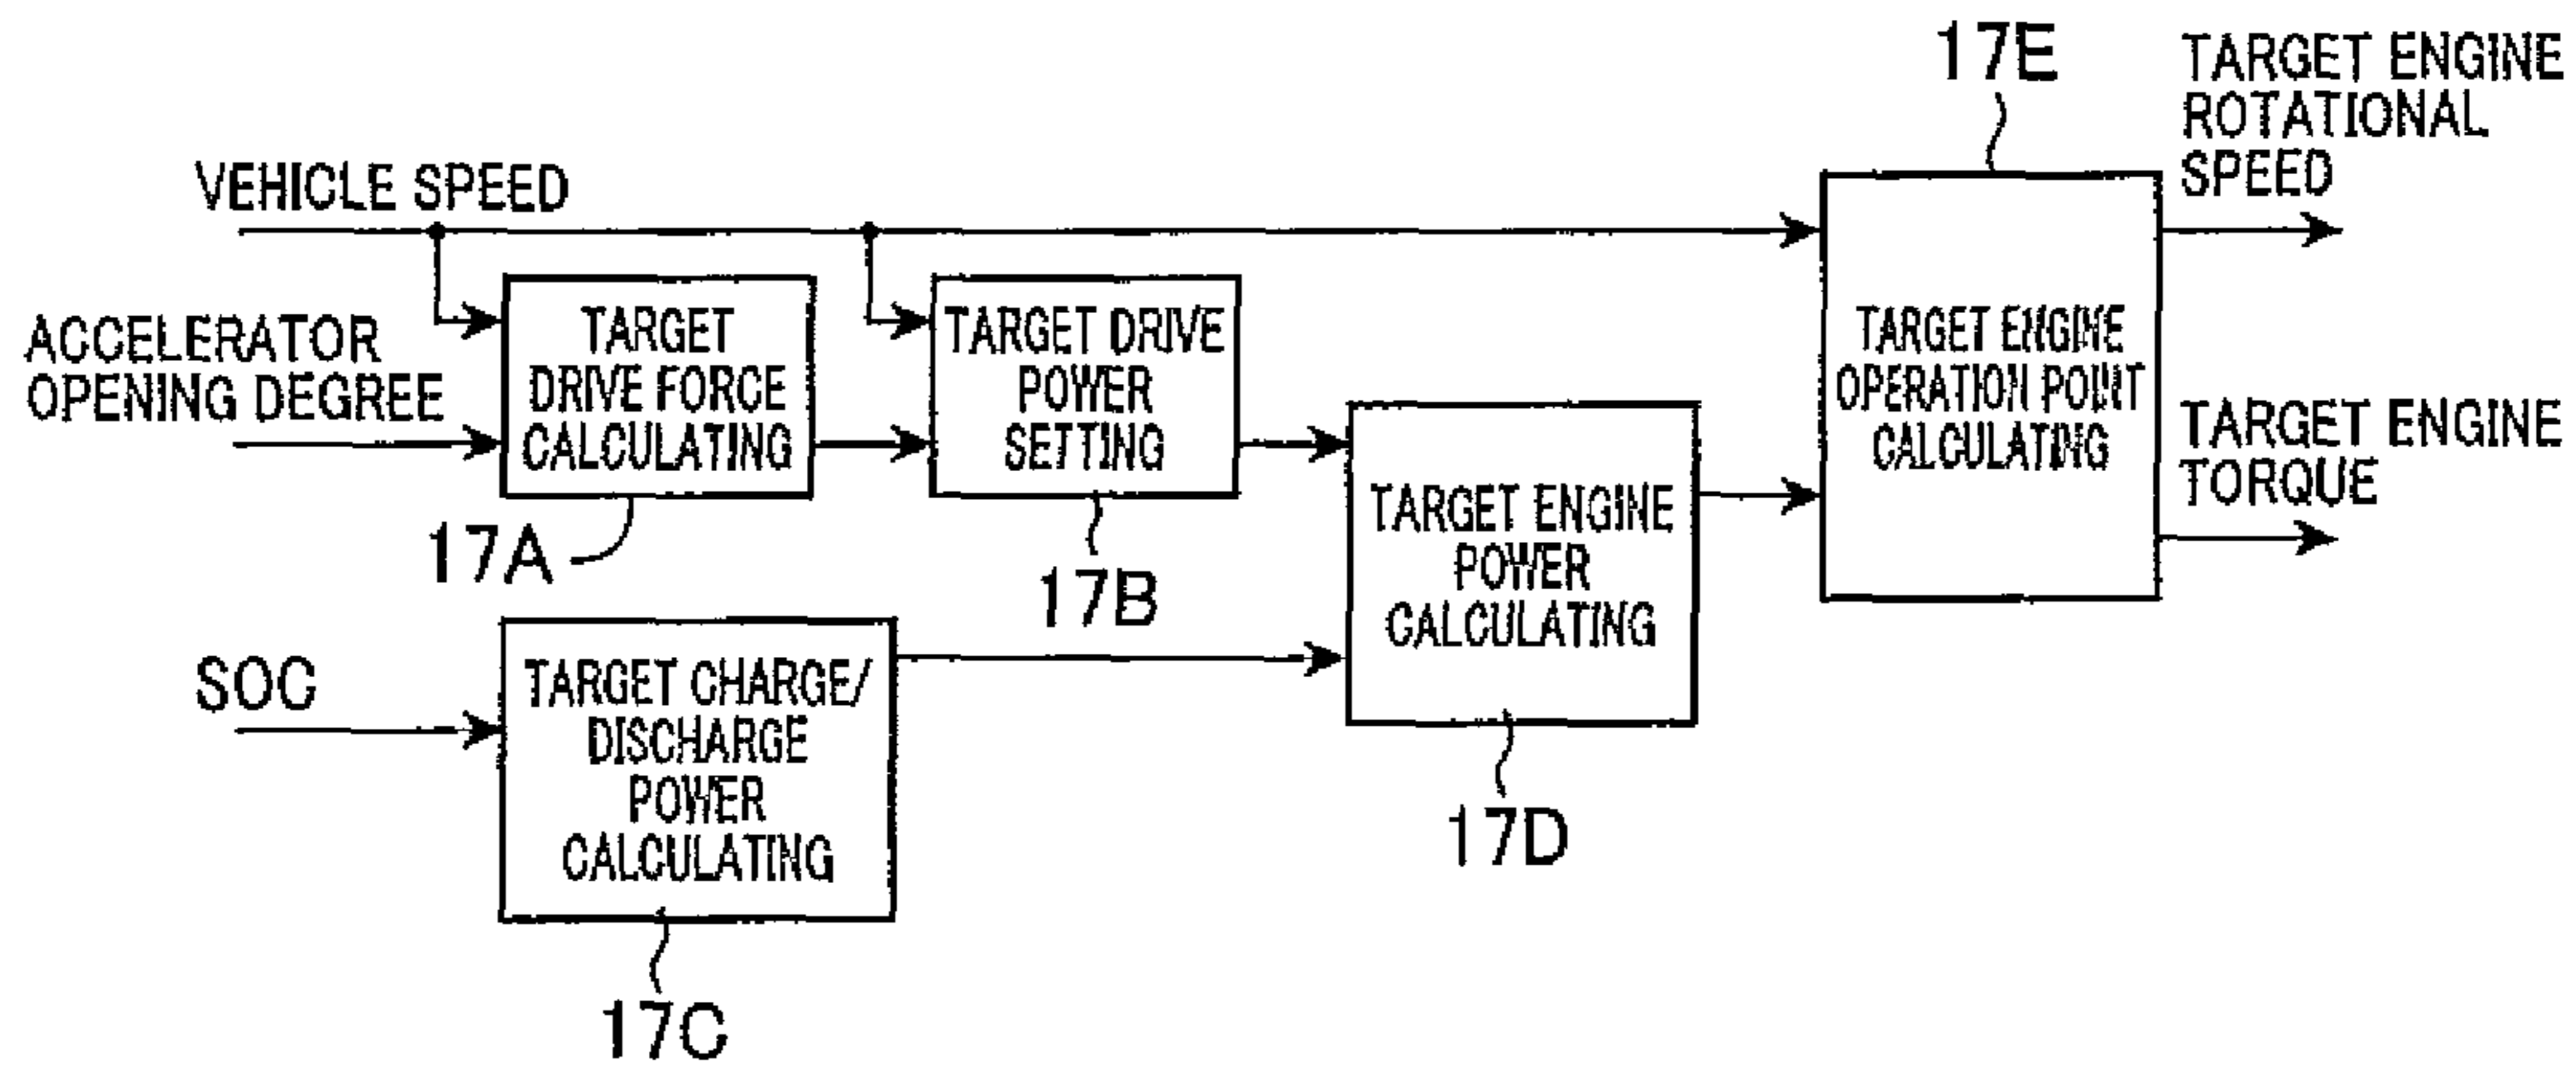 17E
TARGET ENGINE
ROTATIONAL
SPEED
VEHICLE SPEED
ACCELERATOR
OPENING DEGREE
TARGET
DRIVE FORCE
CALCULATING
TARGET DRIVE
POWER
SETTING
TARGET ENGINE
OPERATION POINT
CALCULATING
TARGET ENGINE
TORQUE
17A
17B
TARGET ENGINE
POWER
CALCULATING
SOC
TARGET CHARGE/
DISCHARGE
POWER
CALCULATING
17D
17C